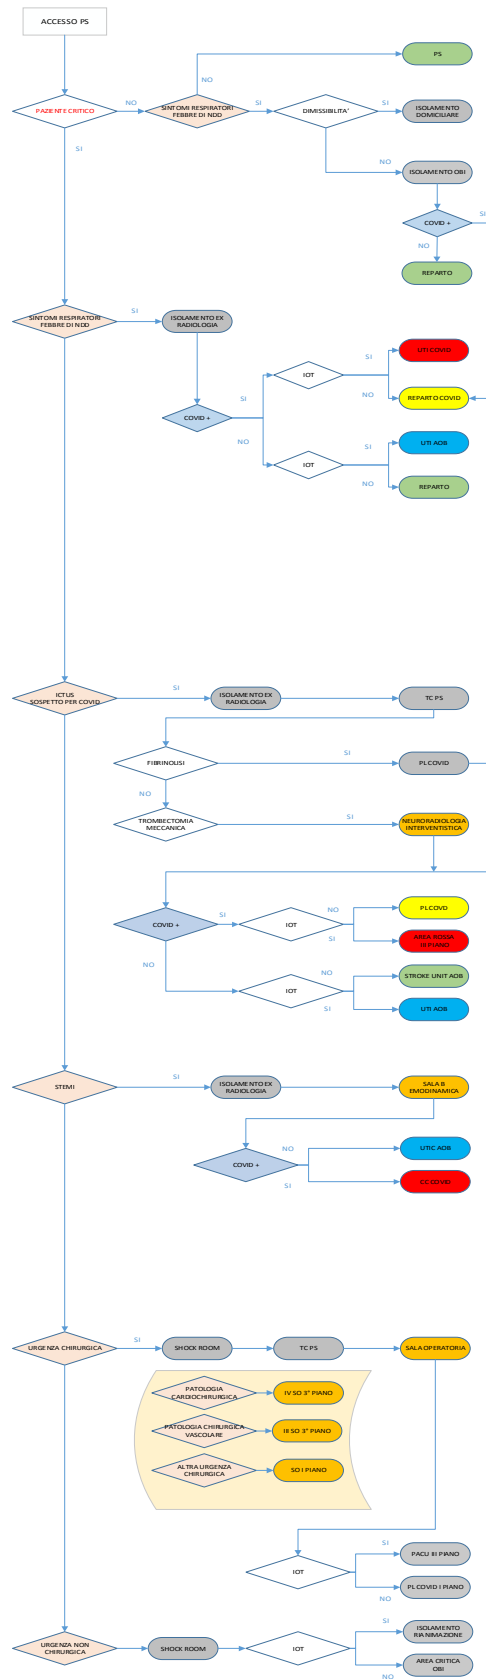 ACCESSO PS
PS
NO
PAZIENTE CRITICO
NO
SINTOMI RESPIRATORI
FEBBRE DI NDD
SI
DIMISSIBILITA'
SI
ISOLAMENTO
DOMICILIARE
SI
NO
ISOLAMENTO OBI
COVID +
SI
NO
REPARTO
SINTOMI RESPIRATORI
FEBBRE DI NDD
SI
ISOLAMENTO EX
RADIOLOGIA
UTI COVID
SI
IOT
NO
REPARTO COVID
SI
COVID +
NO
UTI AOB
SI
IOT
NO
REPARTO
ICTUS
SOSPETTO PER COVID
SI
ISOLAMENTO EX
RADIOLOGIA
TC PS
FIBRINOLISI
SI
PL COVID
NO
TROMBECTOMIA
MECCANICA
SI
NEURORADIOLOGIA
INTERVENTISTICA
COVID +
SI
IOT
NO
PL COVD
SI
AREA ROSSA
III PIANO
NO
IOT
NO
STROKE UNIT AOB
SI
UTI AOB
STEMI
SI
ISOLAMENTO EX
RADIOLOGIA
SALA B
EMODINAMICA
COVID +
NO
UTIC AOB
SI
CC COVID
URGENZA CHIRURGICA
SI
SHOCK ROOM
TC PS
SALA OPERATORIA
PATOLOGIA
CARDIOCHIRURGICA
IV SO 3° PIANO
PATOLOGIA CHIRURGICA
VASCOLARE
III SO 3° PIANO
ALTRA URGENZA
CHIRURGICA
SO I PIANO
IOT
SI
PACU III PIANO
NO
PL COVID I PIANO
URGENZA NON
CHIRURGICA
SHOCK ROOM
IOT
SI
ISOLAMENTO
RIANIMAZIONE
NO
AREA CRITICA
OBI